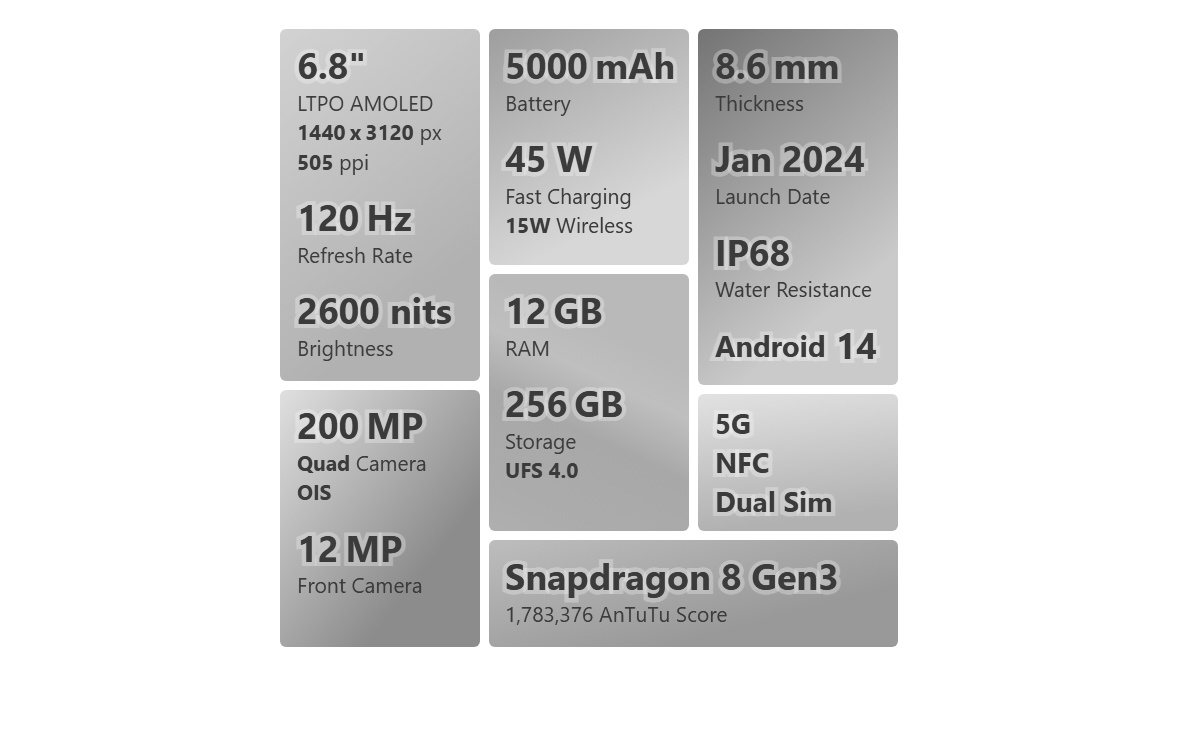 6.8"
LTPO AMOLED
1440 x 3120 px
505 ppi
120 Hz
Refresh Rate
2600 nits
Brightness
200 MP
Quad Camera
OIS
12 MP
Front Camera
5000 mAh
Battery
45 W
Fast Charging
15W Wireless
12 GB
RAM
256 GB
Storage
UFS 4.0
8.6 mm
Thickness
Jan 2024
Launch Date
IP68
Water Resistance
Android 14
5G
NFC
Dual Sim
Snapdragon 8 Gen3
1,783,376 AnTuTu Score